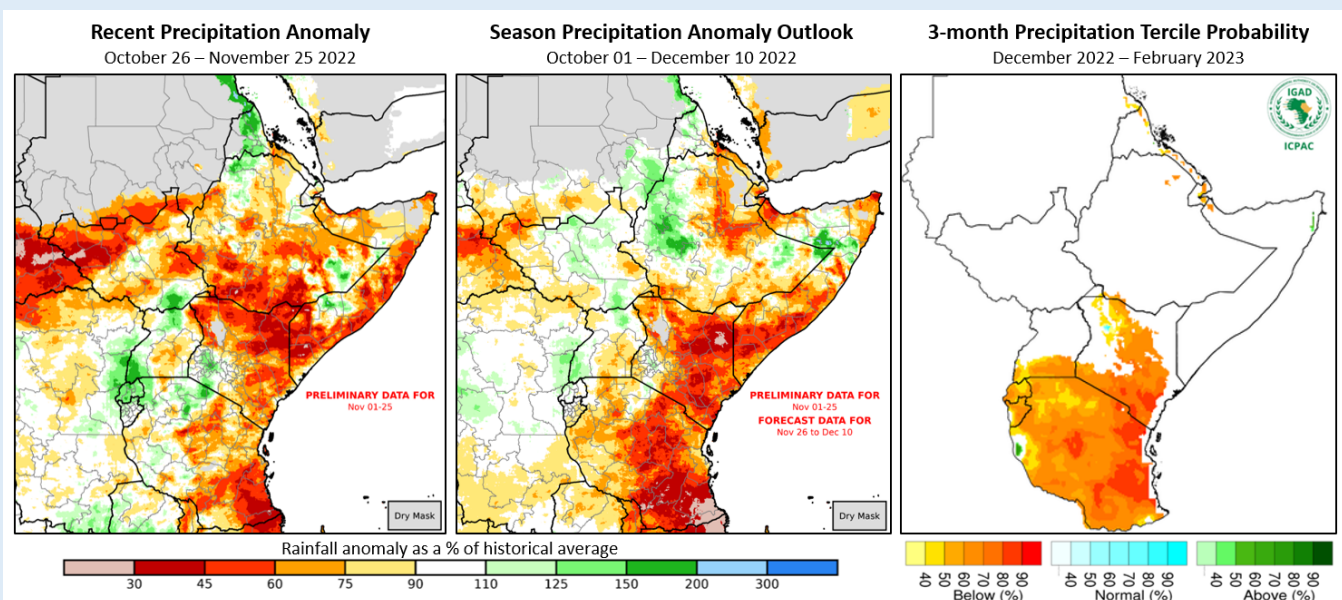 Recent Precipitation Anomaly
October 26 – November 25 2022
PRELIMINARY DATA FOR
Nov 01-25
Dry Mask
Season Precipitation Anomaly Outlook
October 01 – December 10 2022
PRELIMINARY DATA FOR
Nov 01-25
FORECAST DATA FOR
Nov 26 to Dec 10
Dry Mask
3-month Precipitation Tercile Probability
December 2022 – February 2023
IGAD
ICPAC
Rainfall anomaly as a % of historical average
30 45 60 75 90 110 125 150 200 300
40 50 60 70 80 90
Below (%)
40 50 60 70 80 90
Normal (%)
40 50 60 70 80 90
Above (%)